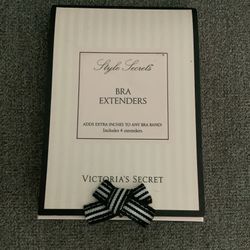 Style Secrets
BRA
EXTENDERS
ADDS EXTRA INCHES TO ANY BRA BAND!
Includes 4 extenders.
VICTORIA'S SECRET